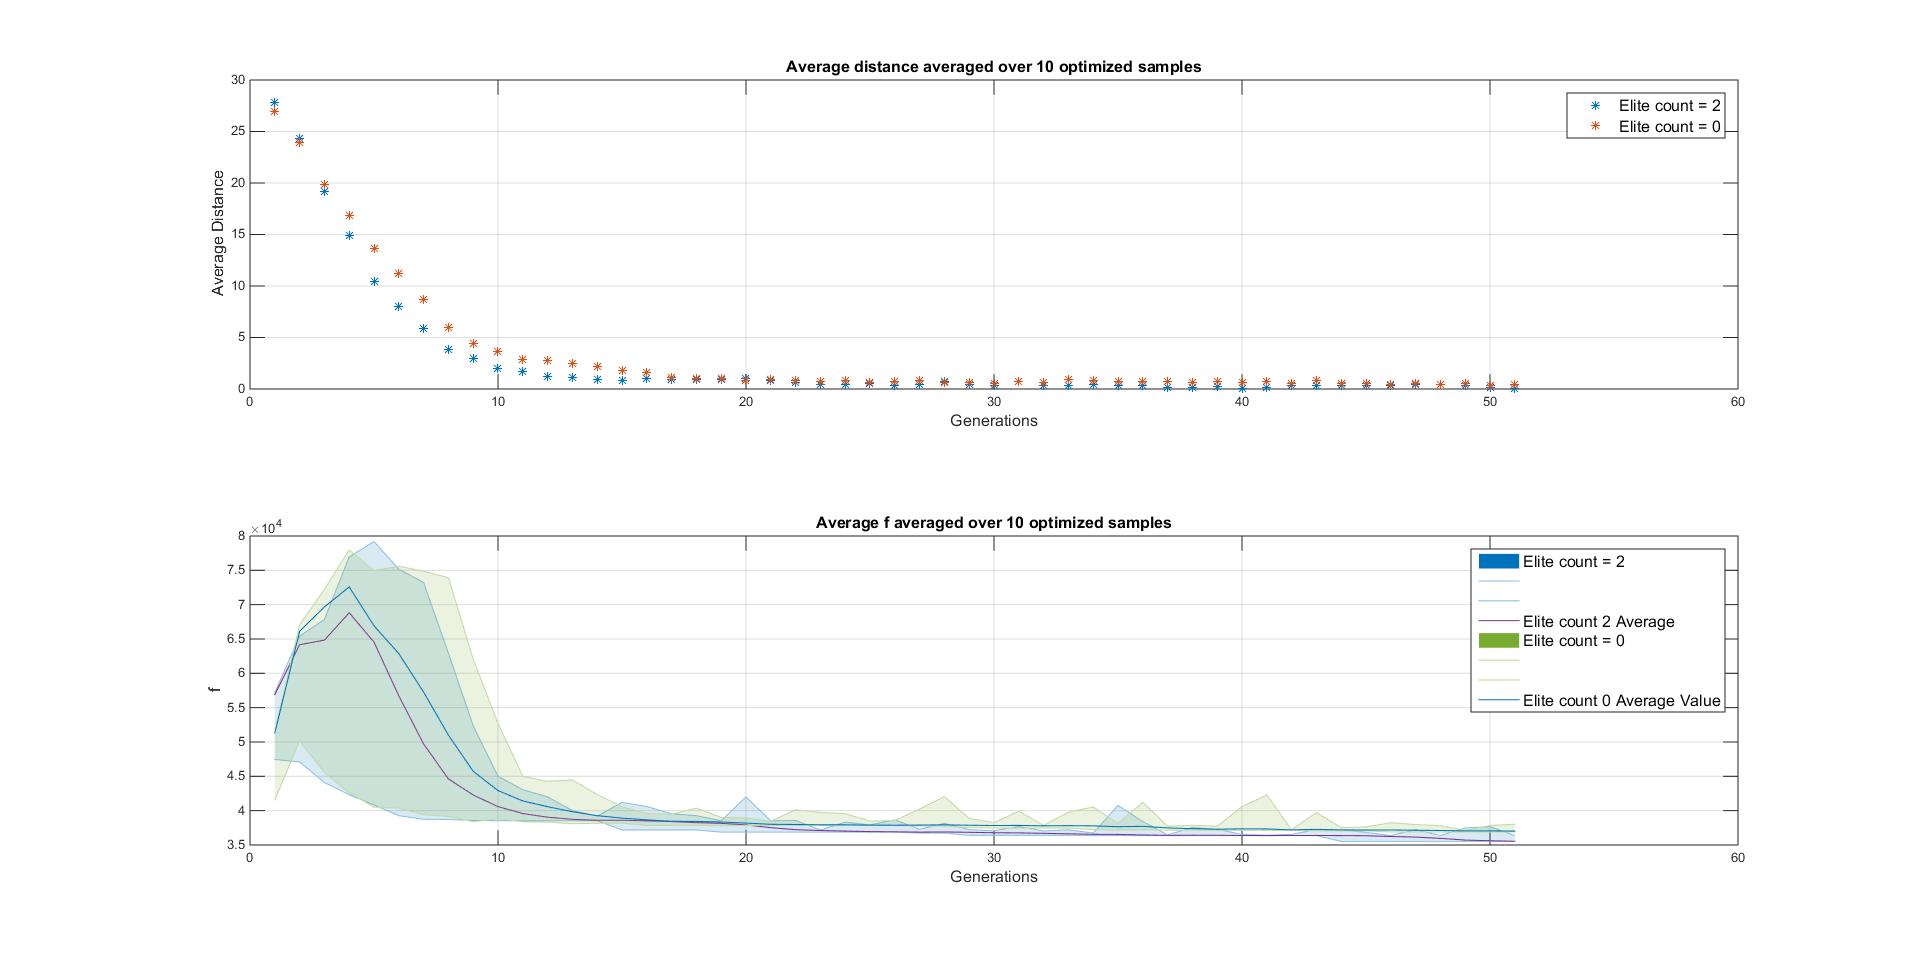 Average distance averaged over 10 optimized samples
30
25
20
15
10
5
0
Average Distance
Elite count = 2
Elite count = 0
0 10 20 30 40 50 60
Generations
Average f averaged over 10 optimized samples
×10^4
8
7.5
7
6.5
6
5.5
5
4.5
4
3.5
f
Elite count = 2
Elite count 2 Average
Elite count = 0
Elite count 0 Average Value
0 10 20 30 40 50 60
Generations